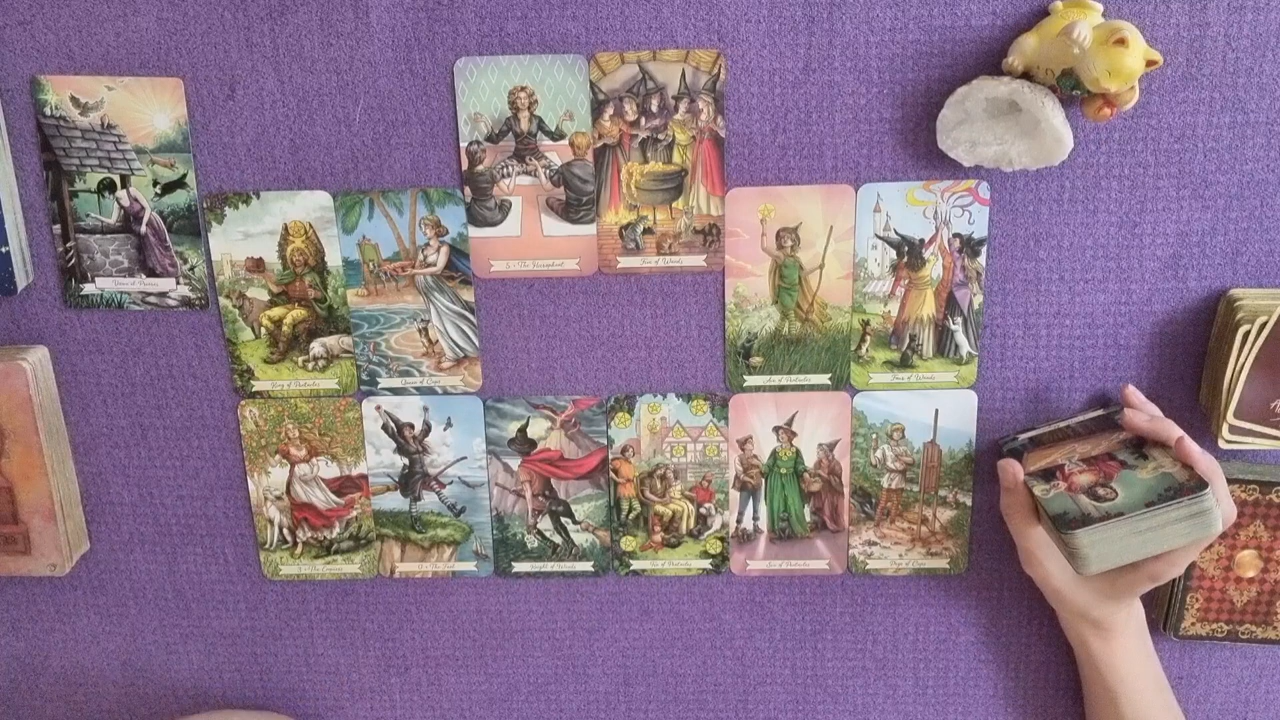 5 • The Hierophant
Five of Wands
King of Pentacles
Queen of Cups
Ace of Pentacles
Four of Wands
3 • The Empress
0 • The Fool
Knight of Wands
Ten of Pentacles
Six of Pentacles
Page of Cups